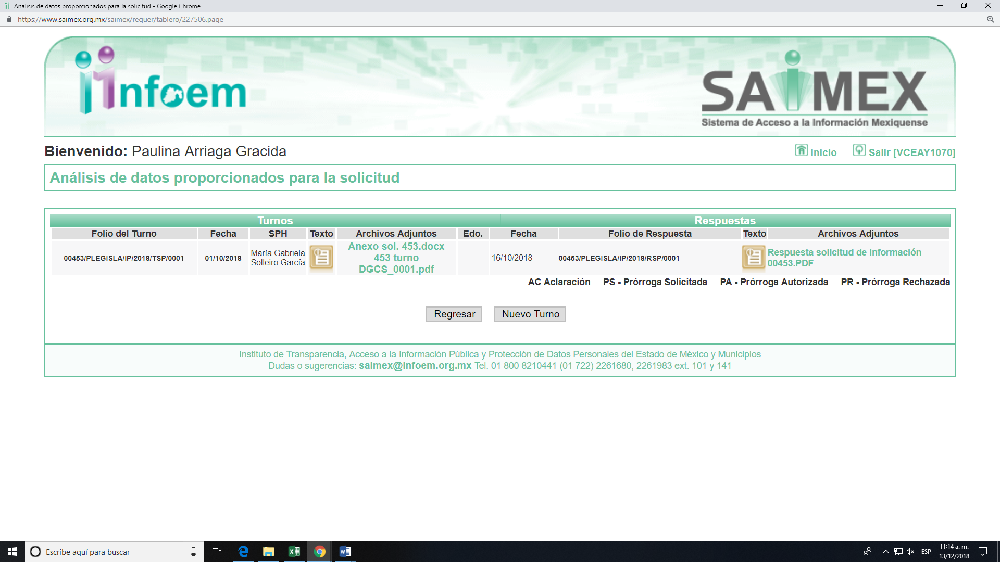 Análisis de datos proporcionados para la solicitud - Google Chrome
https://www.saimex.org.mx/saimex/requer/tablero/227506.page
infoem
SAIMEX
Sistema de Acceso a la Información Mexiquense
Bienvenido: Paulina Arriaga Gracida
Inicio Salir [VCEAY1070]
Análisis de datos proporcionados para la solicitud
Turnos Respuestas
Folio del Turno Fecha SPH Texto Archivos Adjuntos Edo. Fecha Folio de Respuesta Texto Archivos Adjuntos
00453/PLEGISLA/IP/2018/TSP/0001
01/10/2018
María Gabriela
Solleiro García
Anexo sol. 453.docx
453 turno
DGCS_0001.pdf
16/10/2018
00453/PLEGISLA/IP/2018/RSP/0001
Respuesta solicitud de información
00453.PDF
AC Aclaración PS - Prórroga Solicitada PA - Prórroga Autorizada PR - Prórroga Rechazada
Regresar Nuevo Turno
Instituto de Transparencia, Acceso a la Información Pública y Protección de Datos Personales del Estado de México y Municipios
Dudas o sugerencias: saimex@infoem.org.mx Tel. 01 800 8210441 (01 722) 2261680, 2261983 ext. 101 y 141
Escribe aquí para buscar
ESP
11:14 a. m.
13/12/2018